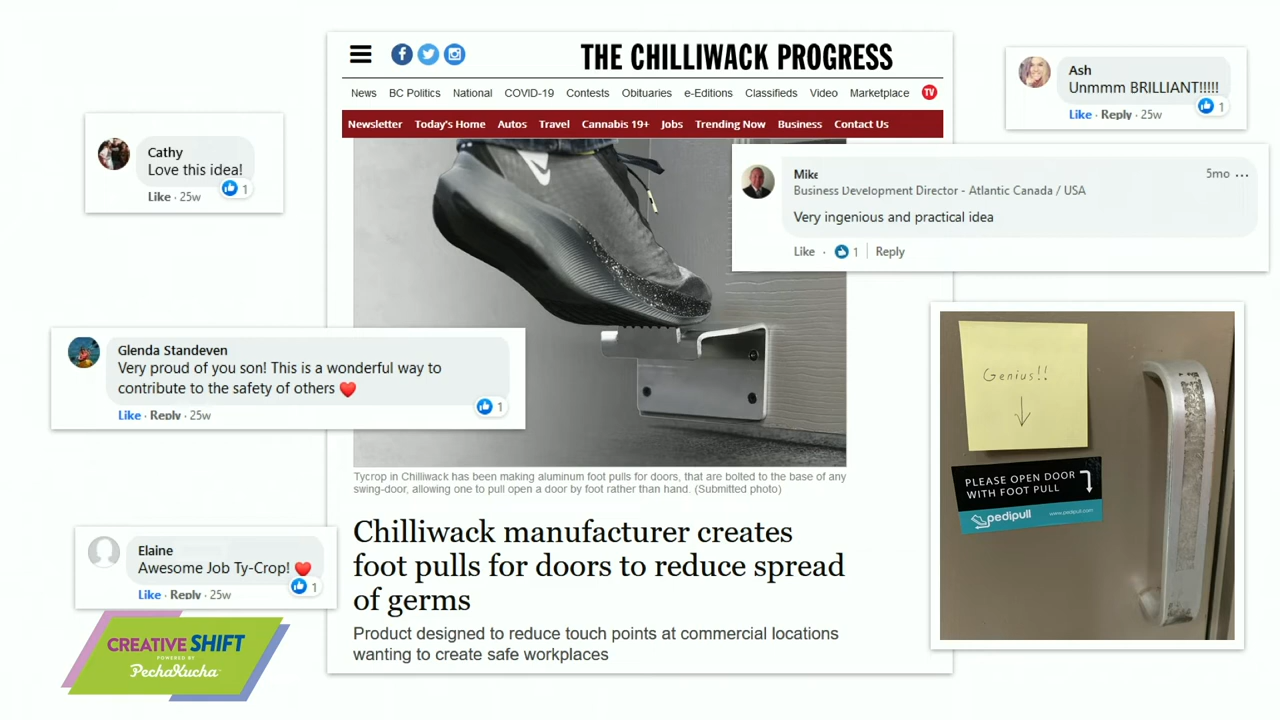 THE CHILLIWACK PROGRESS
News BC Politics National COVID-19 Contests Obituaries e-Editions Classifieds Video Marketplace TV
Newsletter Today's Home Autos Travel Cannabis 19+ Jobs Trending Now Business Contact Us
Cathy
Love this idea!
1
Like · 25w
Ash
Unmmm BRILLIANT!!!!!
1
Like · Reply · 25w
Mike
5mo ...
Business Development Director - Atlantic Canada / USA
Very ingenious and practical idea
Like · 1 | Reply
Glenda Standeven
Very proud of you son! This is a wonderful way to
contribute to the safety of others ❤️
1
Like · Reply · 25w
Genius!!
PLEASE OPEN DOOR
WITH FOOT PULL
pedipull www.pedipull.com
Tycrop in Chilliwack has been making aluminum foot pulls for doors, that are bolted to the base of any
swing-door, allowing one to pull open a door by foot rather than hand. (Submitted photo)
Chilliwack manufacturer creates
foot pulls for doors to reduce spread
of germs
Product designed to reduce touch points at commercial locations
wanting to create safe workplaces
Elaine
Awesome Job Ty-Crop! ❤️
1
Like · Reply · 25w
CREATIVE SHIFT
POWERED BY
PechaKucha